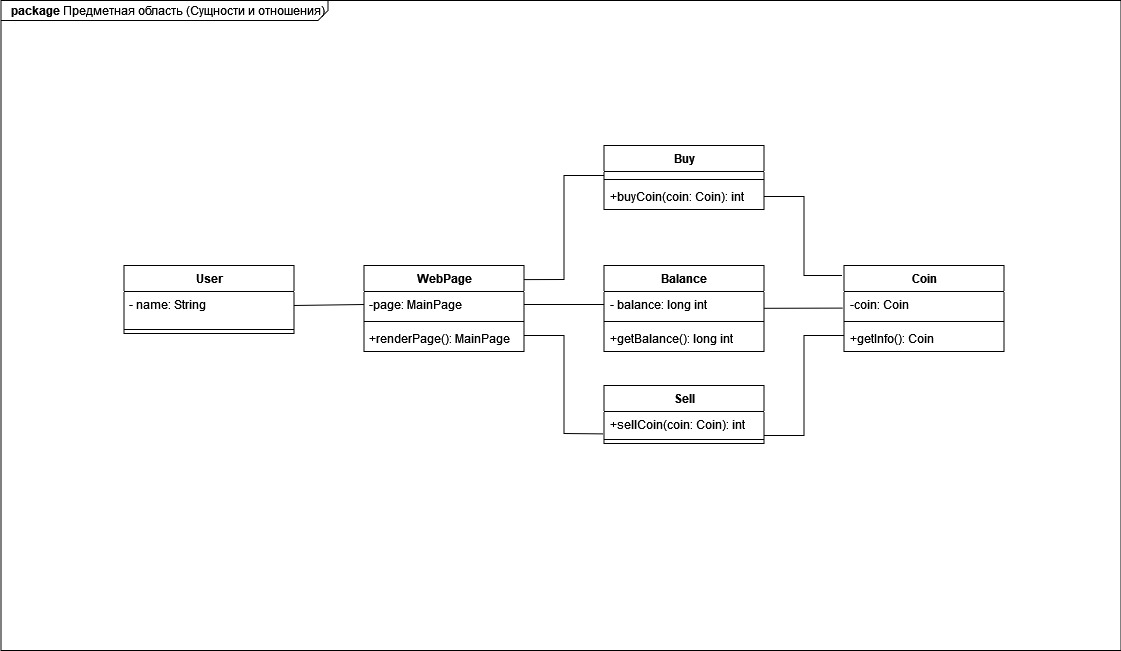 package Предметная область (Сущности и отношения)
Buy
+buyCoin(coin: Coin): int
User
- name: String
WebPage
-page: MainPage
+renderPage(): MainPage
Balance
- balance: long int
+getBalance(): long int
Coin
-coin: Coin
+getInfo(): Coin
Sell
+sellCoin(coin: Coin): int